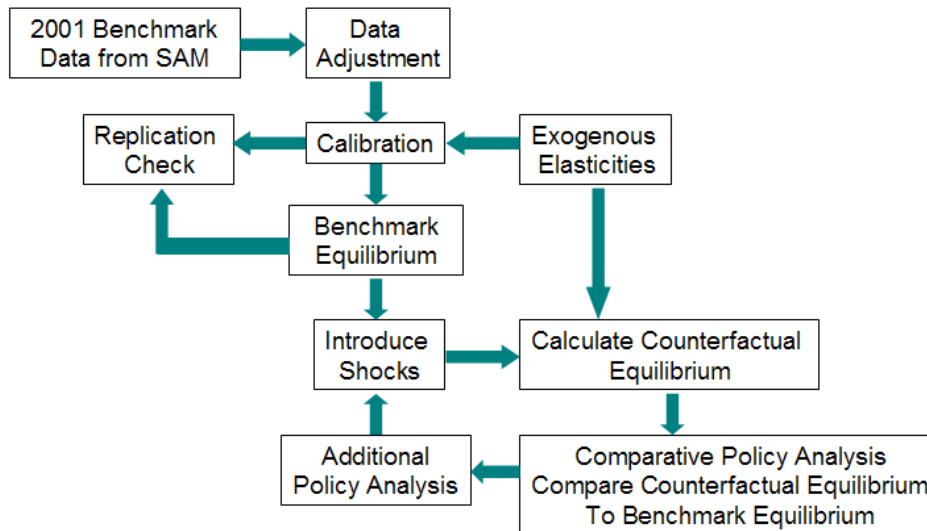 2001 Benchmark
Data from SAM
Data
Adjustment
Replication
Check
Calibration
Exogenous
Elasticities
Benchmark
Equilibrium
Introduce
Shocks
Calculate Counterfactual
Equilibrium
Additional
Policy Analysis
Comparative Policy Analysis
Compare Counterfactual Equilibrium
To Benchmark Equilibrium